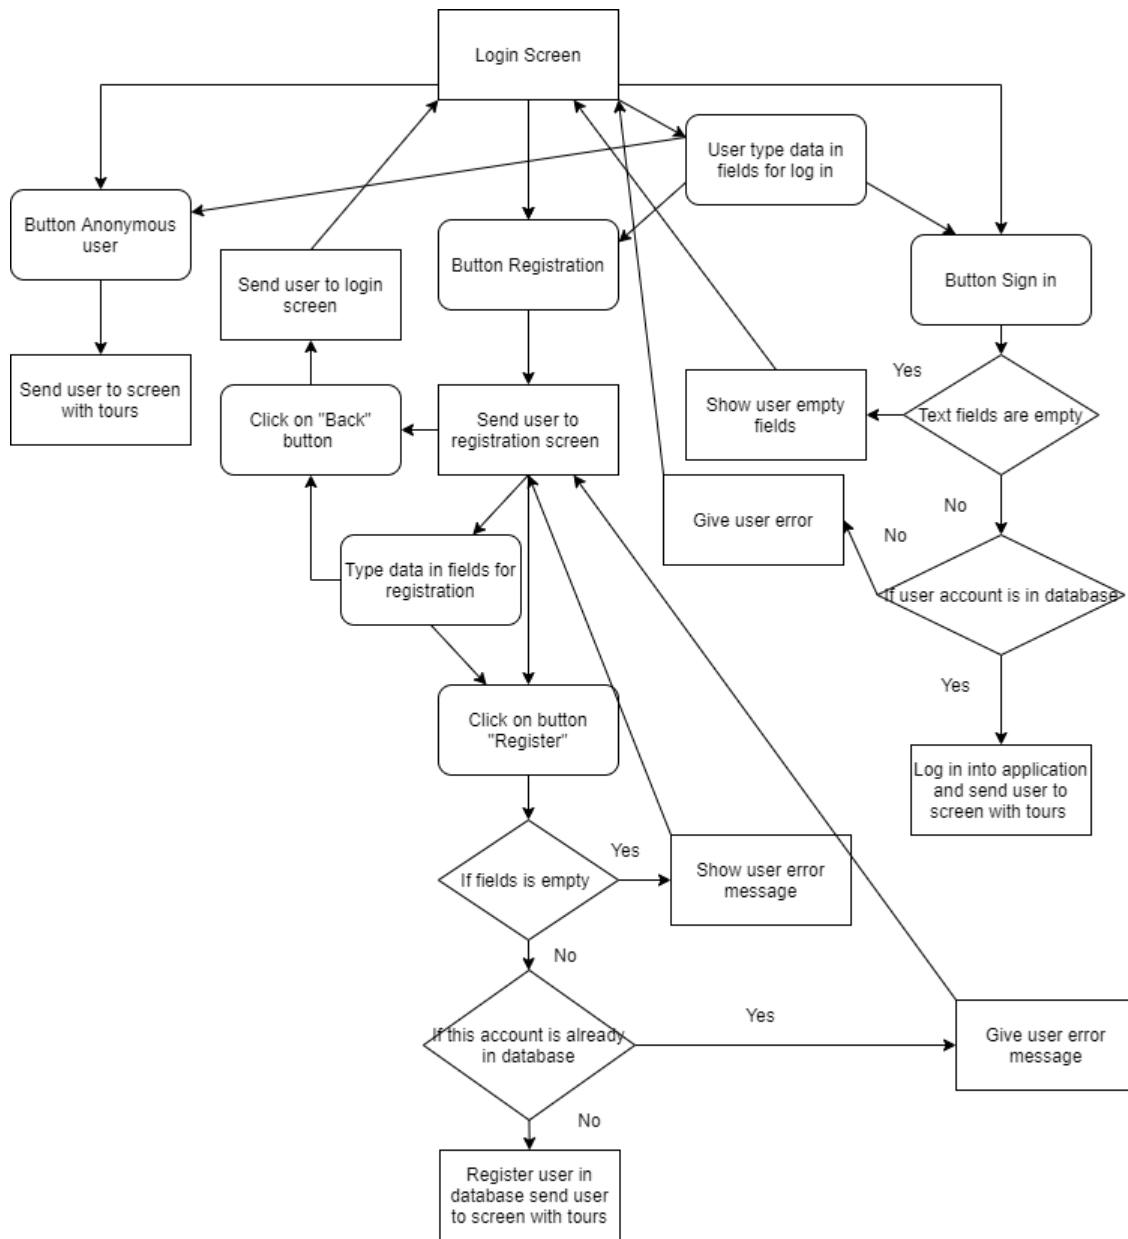 Login Screen
User type data in
fields for log in
Button Anonymous
user
Button Registration
Button Sign in
Send user to login
screen
Send user to screen
with tours
Click on "Back"
button
Send user to
registration screen
Show user empty
fields
Yes
Text fields are empty
Give user error
No
No
Type data in fields for
registration
If user account is in database
Yes
Click on button
"Register"
Log in into application
and send user to
screen with tours
If fields is empty
Yes
Show user error
message
No
If this account is already
in database
Yes
Give user error
message
No
Register user in
database send user
to screen with tours